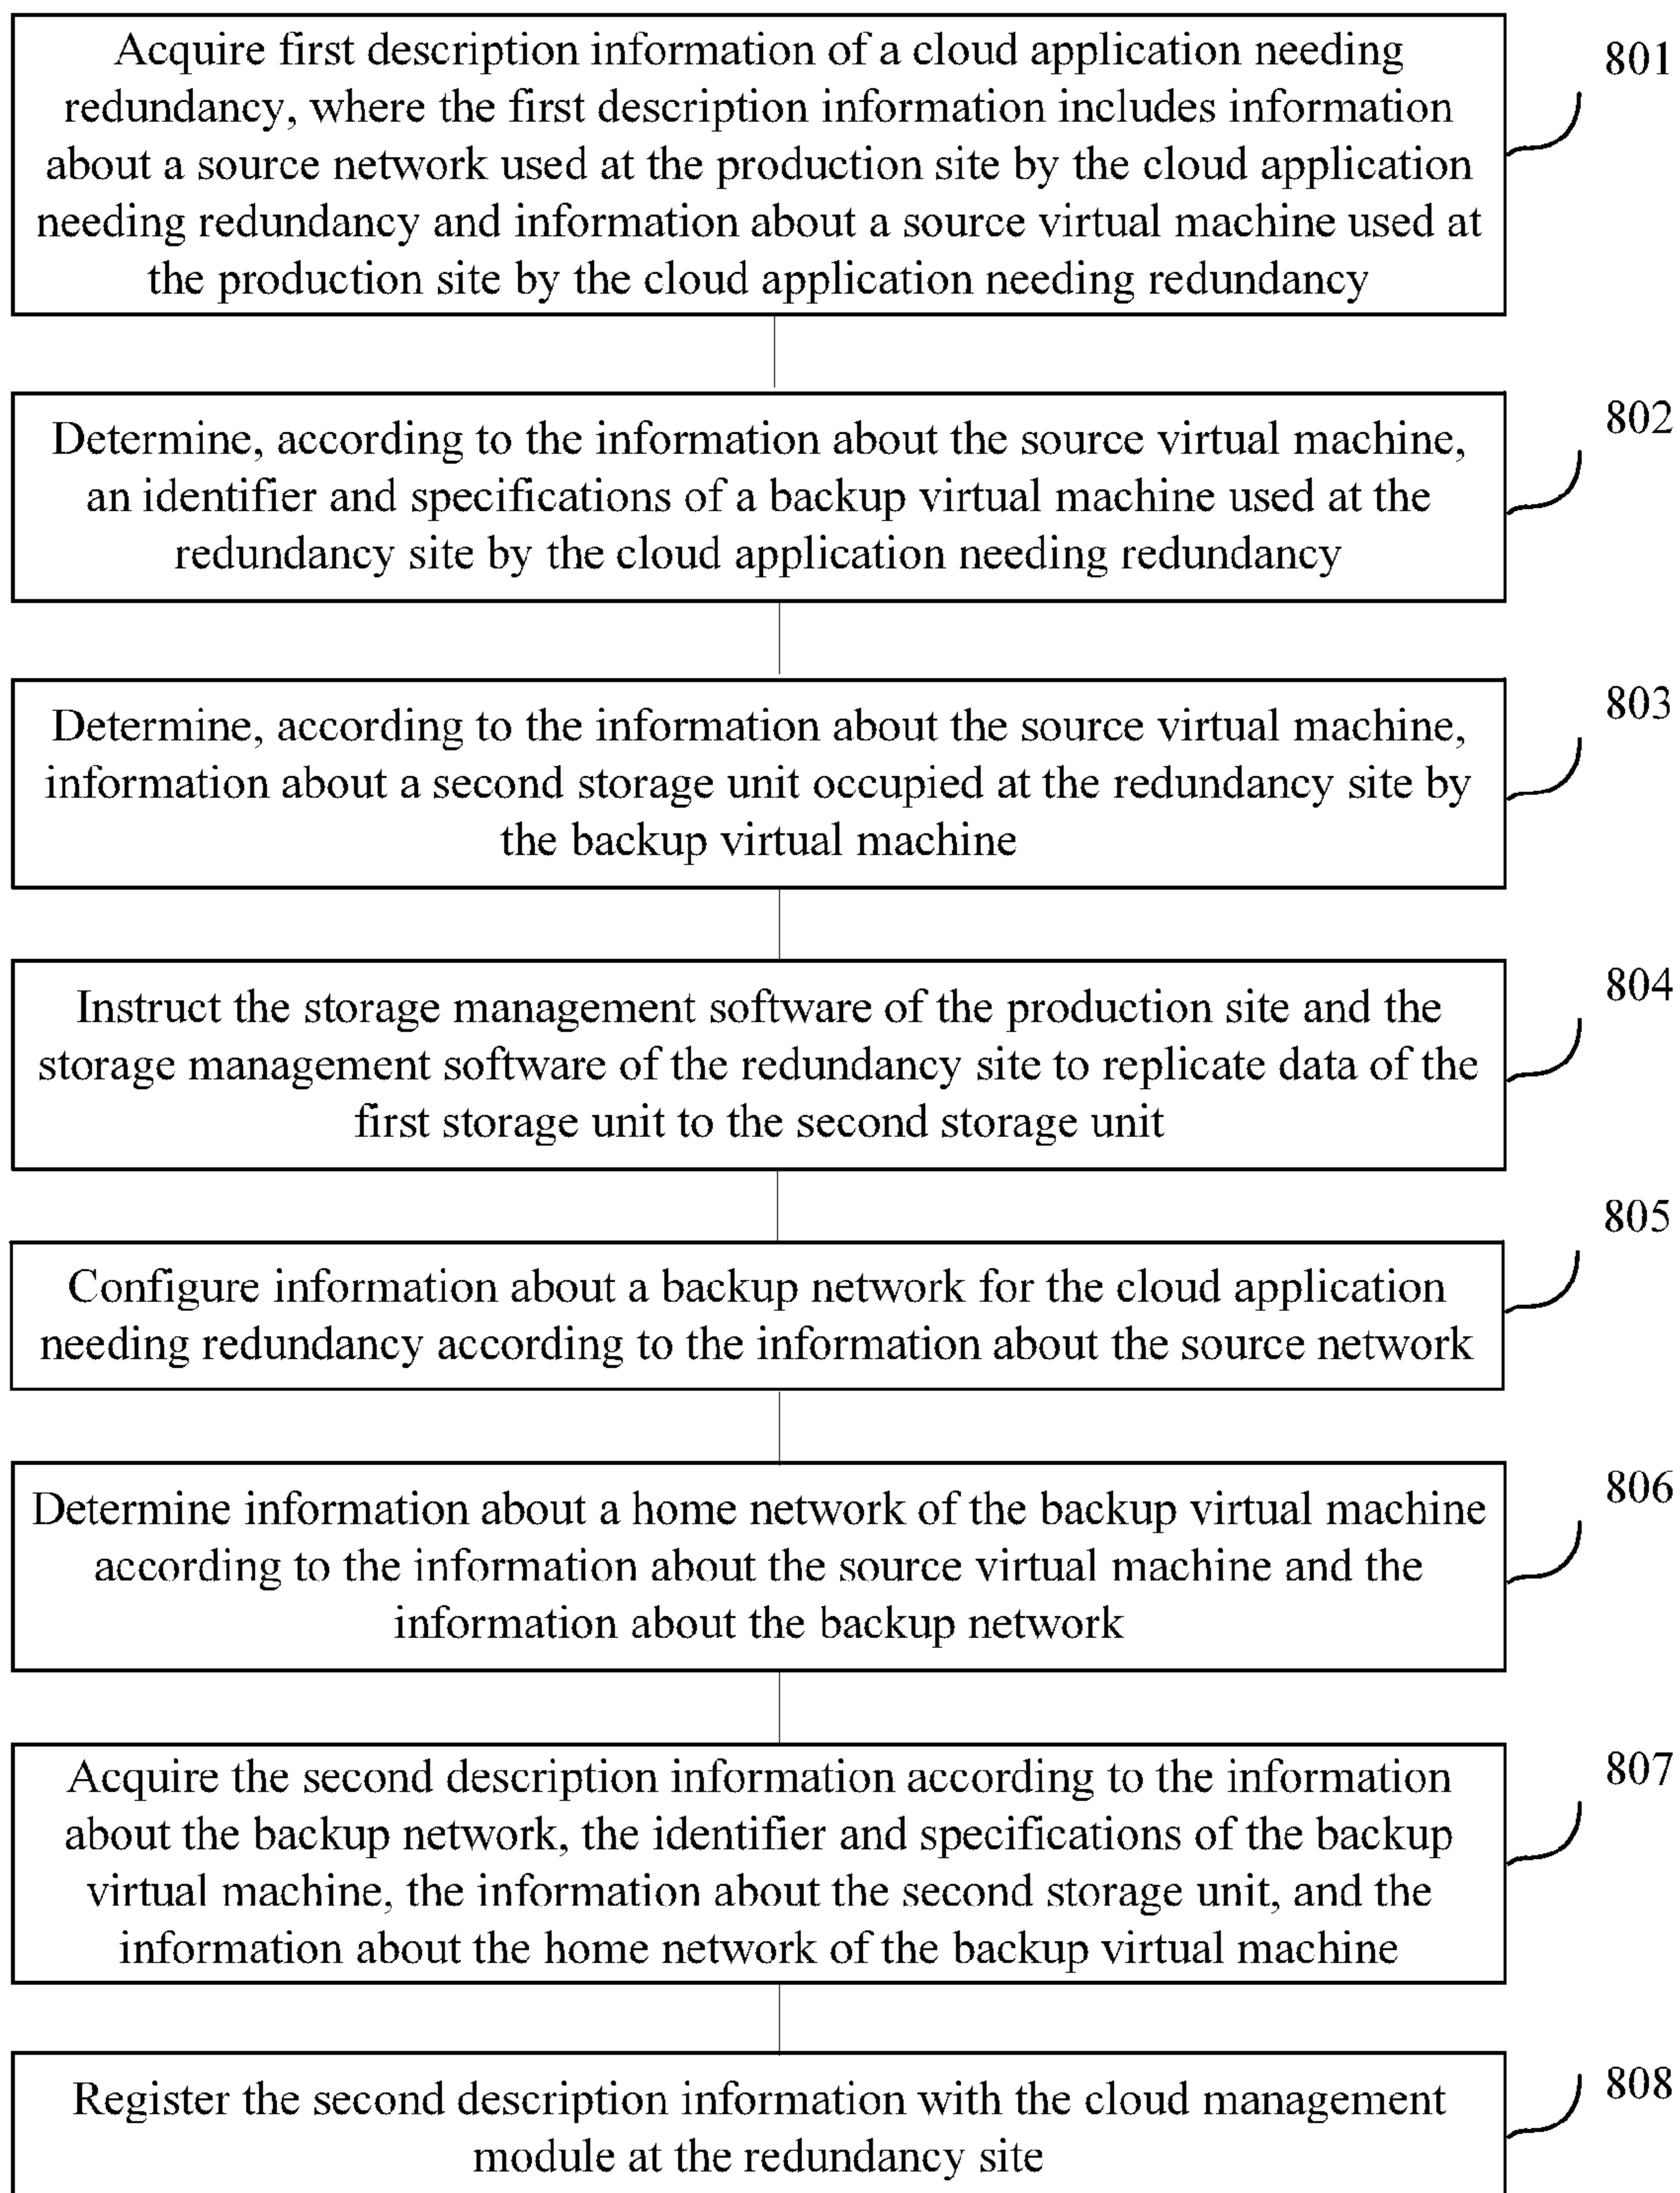 Acquire first description information of a cloud application needing
redundancy, where the first description information includes information
about a source network used at the production site by the cloud application
needing redundancy and information about a source virtual machine used at
the production site by the cloud application needing redundancy
801
Determine, according to the information about the source virtual machine,
an identifier and specifications of a backup virtual machine used at the
redundancy site by the cloud application needing redundancy
802
Determine, according to the information about the source virtual machine,
information about a second storage unit occupied at the redundancy site by
the backup virtual machine
803
Instruct the storage management software of the production site and the
storage management software of the redundancy site to replicate data of the
first storage unit to the second storage unit
804
Configure information about a backup network for the cloud application
needing redundancy according to the information about the source network
805
Determine information about a home network of the backup virtual machine
according to the information about the source virtual machine and the
information about the backup network
806
Acquire the second description information according to the information
about the backup network, the identifier and specifications of the backup
virtual machine, the information about the second storage unit, and the
information about the home network of the backup virtual machine
807
Register the second description information with the cloud management
module at the redundancy site
808